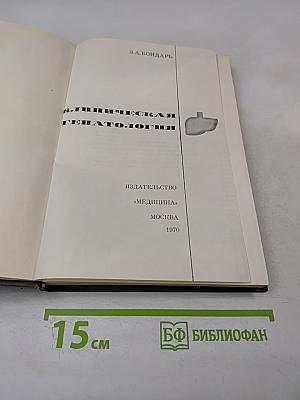 З.А. БОНДАРЬ
КЛИНИЧЕСКАЯ
ГЕПАТОЛОГИЯ
ИЗДАТЕЛЬСТВО
«МЕДИЦИНА»
МОСКВА
1970
15 см
БФ БИБЛИОФАН